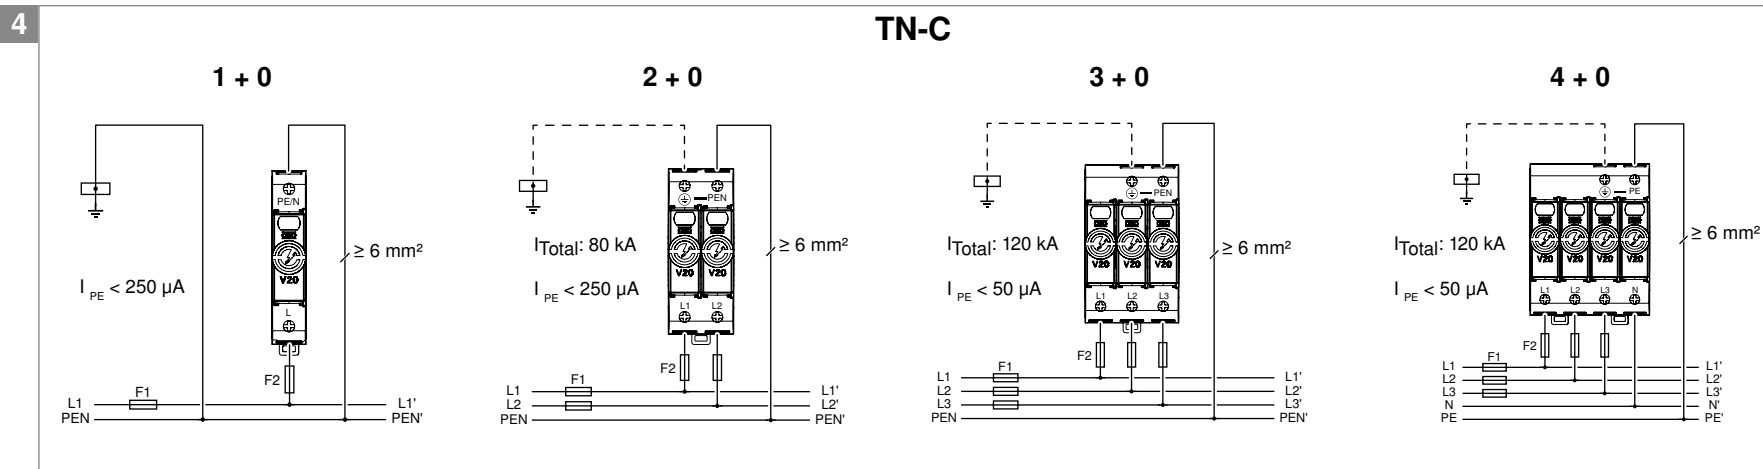 4
TN-C
1 + 0
PE/N
V20
L
≥ 6 mm²
I PE < 250 µA
F2
F1
L1
L1'
PEN
PEN'
2 + 0
PEN
ITotal: 80 kA
≥ 6 mm²
V20 V20
I PE < 250 µA
L1 L2
F2
F1
L1
L1'
L2
L2'
PEN
PEN'
3 + 0
PEN
ITotal: 120 kA
≥ 6 mm²
V20 V20 V20
I PE < 50 µA
L1 L2 L3
F2
F1
L1
L1'
L2
L2'
L3
L3'
PEN
PEN'
4 + 0
PE
ITotal: 120 kA
≥ 6 mm²
V20 V20 V20 V20
I PE < 50 µA
L1 L2 L3 N
F2
F1
L1
L1'
L2
L2'
L3
L3'
N
N'
PE
PE'